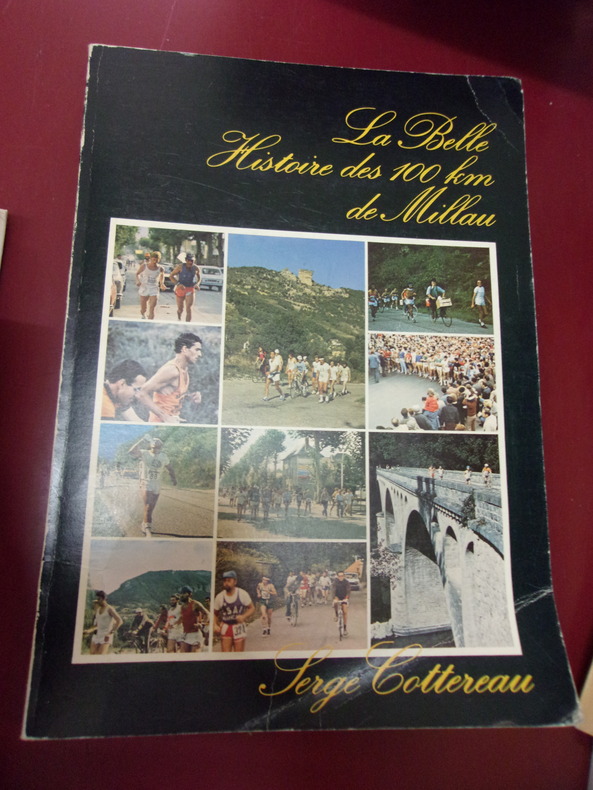 La Belle
Histoire des 100 km
de Millau
Serge Cottereau